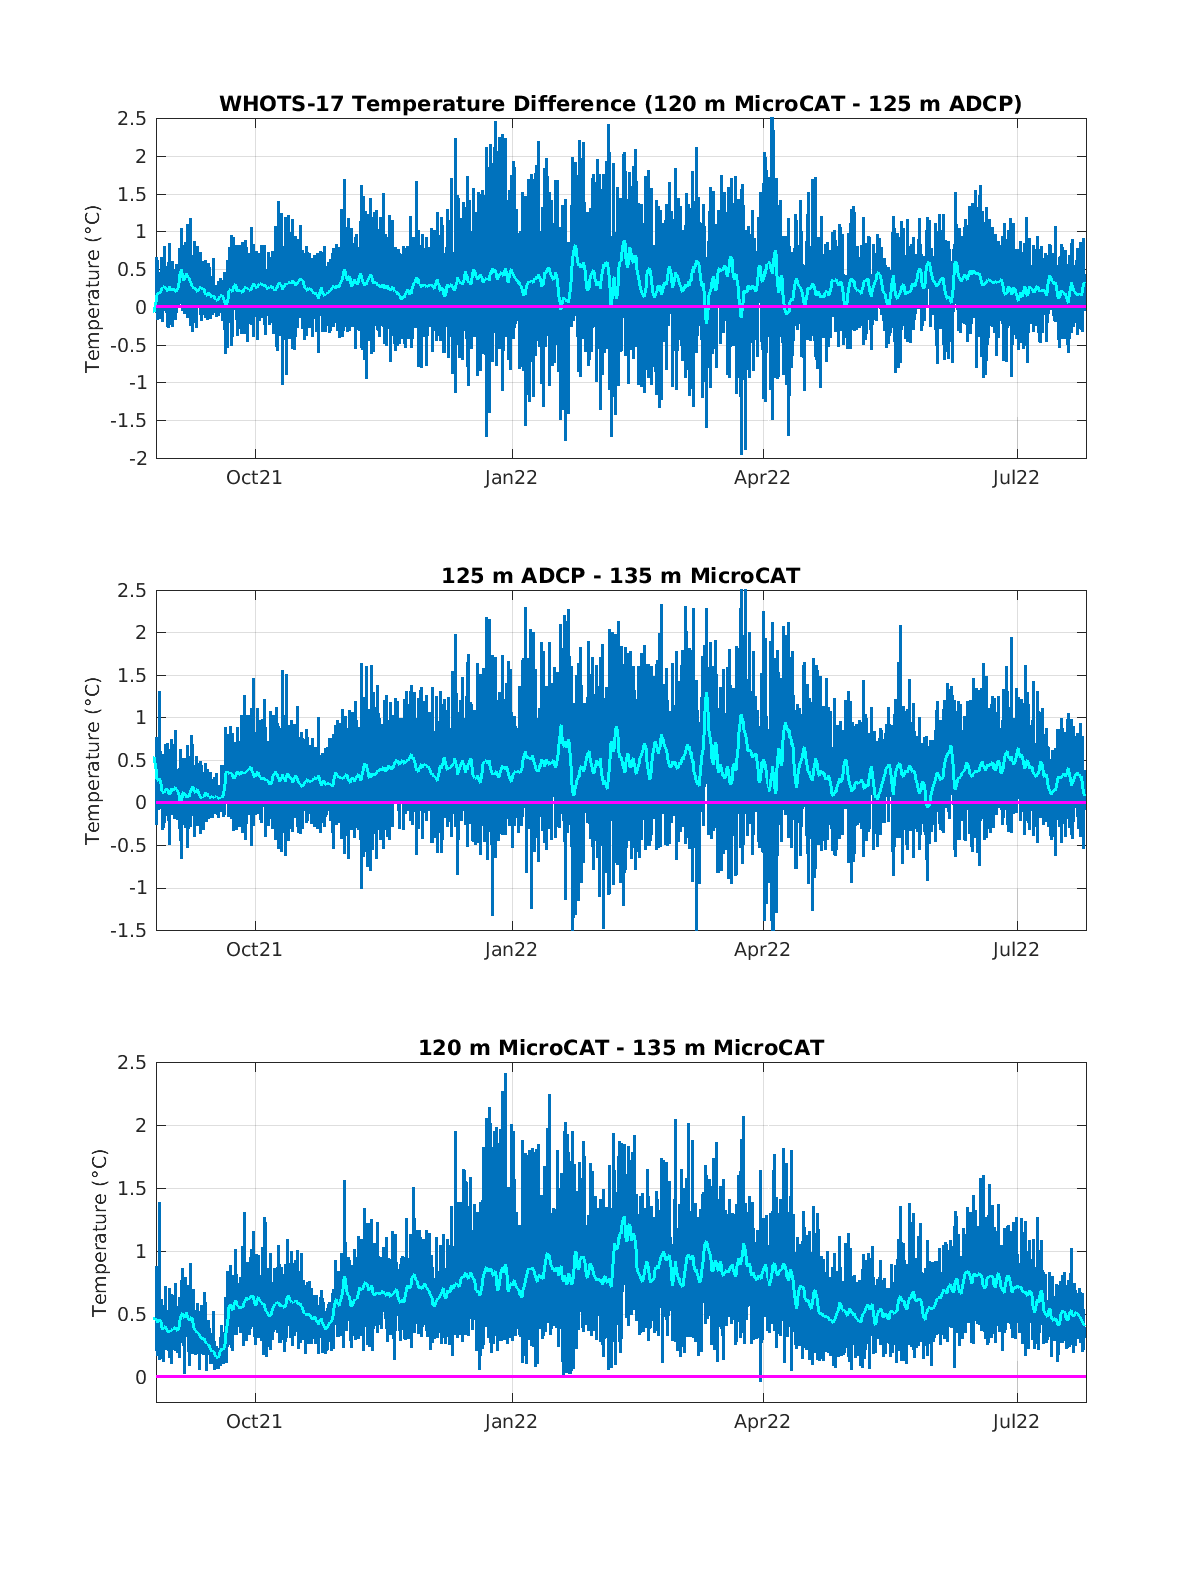 WHOTS-17 Temperature Difference (120 m MicroCAT - 125 m ADCP)
2.5
2
1.5
1
0.5
0
-0.5
-1
-1.5
-2
Temperature (°C)
Oct21 Jan22 Apr22 Jul22
125 m ADCP - 135 m MicroCAT
2.5
2
1.5
1
0.5
0
-0.5
-1
-1.5
Temperature (°C)
Oct21 Jan22 Apr22 Jul22
120 m MicroCAT - 135 m MicroCAT
2.5
2
1.5
1
0.5
0
Temperature (°C)
Oct21 Jan22 Apr22 Jul22